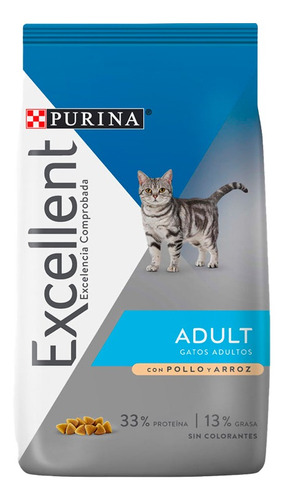 PURINA
Excellent
Excelencia Comprobada
ADULT
GATOS ADULTOS
CON POLLO Y ARROZ
33% PROTEÍNA | 13% GRASA
SIN COLORANTES